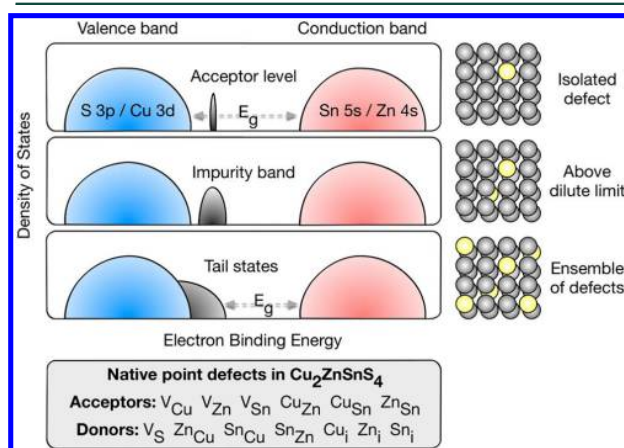 Valence band Conduction band
Acceptor level
S 3p / Cu 3d Eg Sn 5s / Zn 4s
Isolated
defect
Density of States
Impurity band
Above
dilute limit
Tail states
Eg
Ensemble
of defects
Electron Binding Energy
Native point defects in Cu2ZnSnS4
Acceptors: VCu VZn VSn CuZn CuSn ZnSn
Donors: VS ZnCu SnCu SnZn Cui Zni Sni